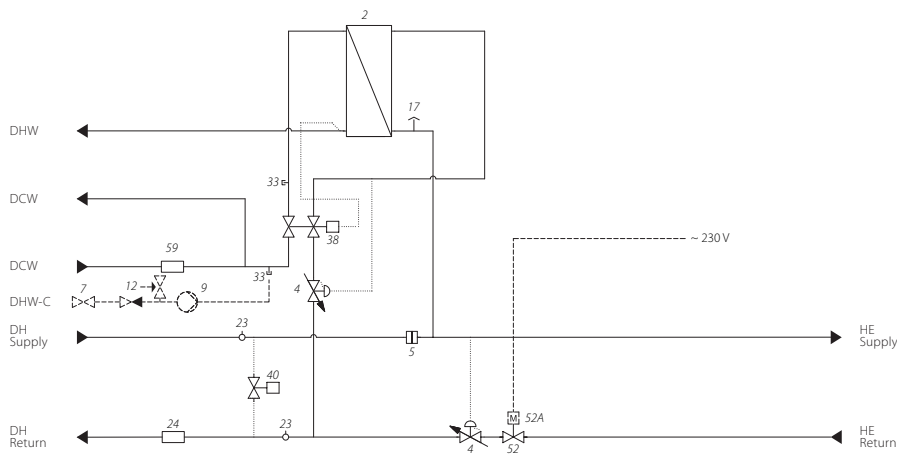 2
17
DHW
33
DCW
38
59
~ 230 V
DCW
33
7
12
9
4
DHW-C
23
DH
Supply
HE
Supply
5
40
24
23
52A
M
DH
Return
4
52
HE
Return